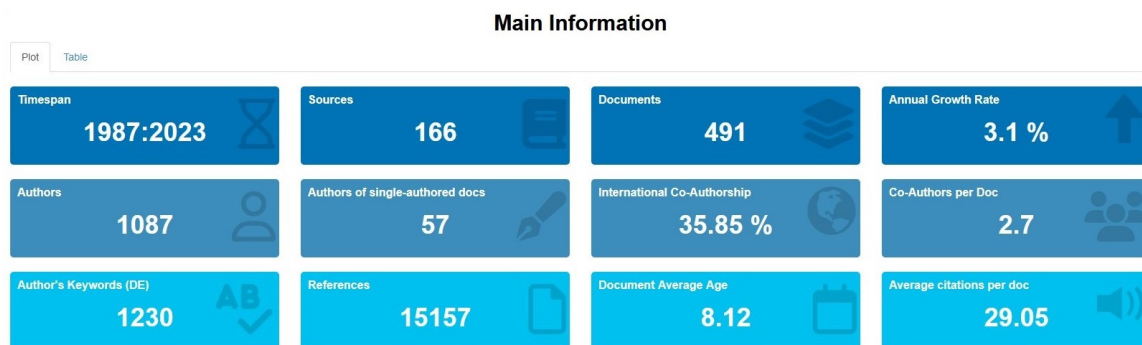 Main Information
Plot Table
Timespan
1987:2023
Sources
166
Documents
491
Annual Growth Rate
3.1 %
Authors
1087
Authors of single-authored docs
57
International Co-Authorship
35.85 %
Co-Authors per Doc
2.7
Author's Keywords (DE)
AB
1230
References
15157
Document Average Age
8.12
Average citations per doc
29.05